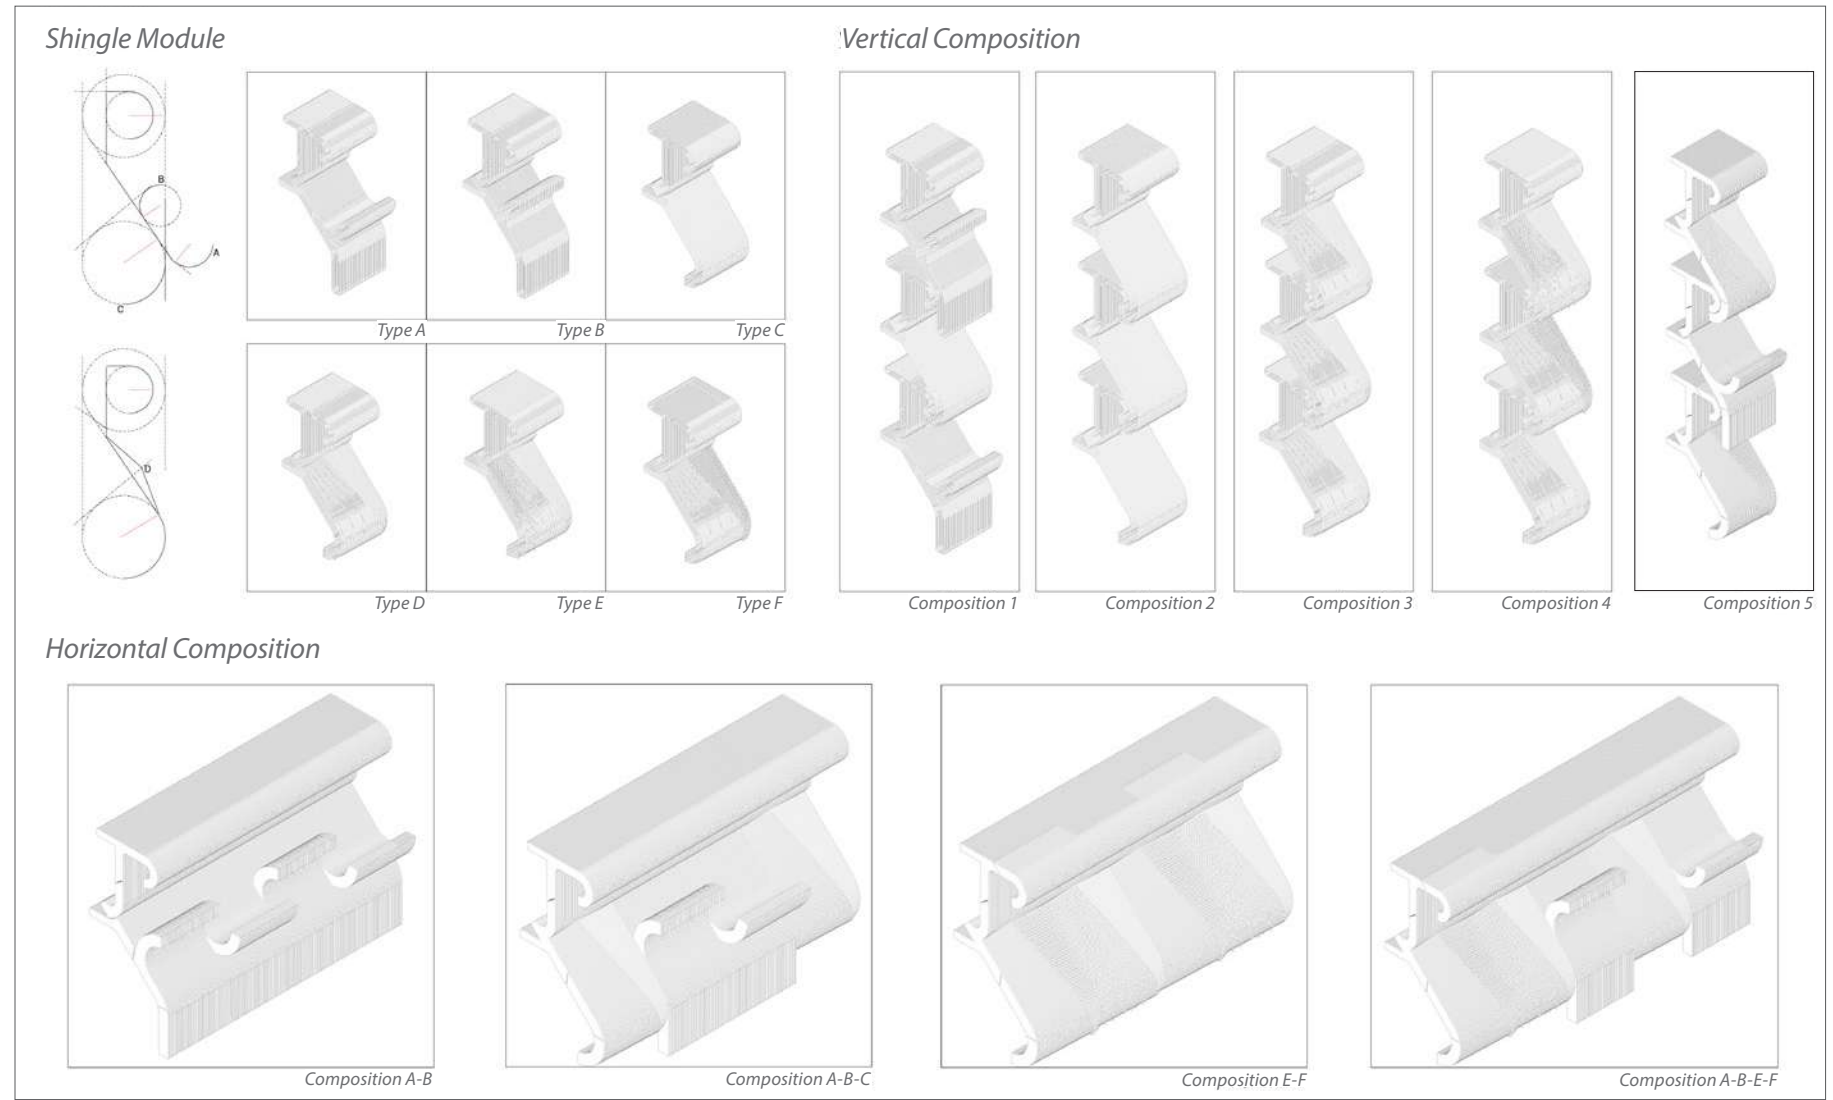 Shingle Module
Vertical Composition
B
A
C
Type A
Type B
Type C
D
Type D
Type E
Type F
Composition 1
Composition 2
Composition 3
Composition 4
Composition 5
Horizontal Composition
Composition A-B
Composition A-B-C
Composition E-F
Composition A-B-E-F